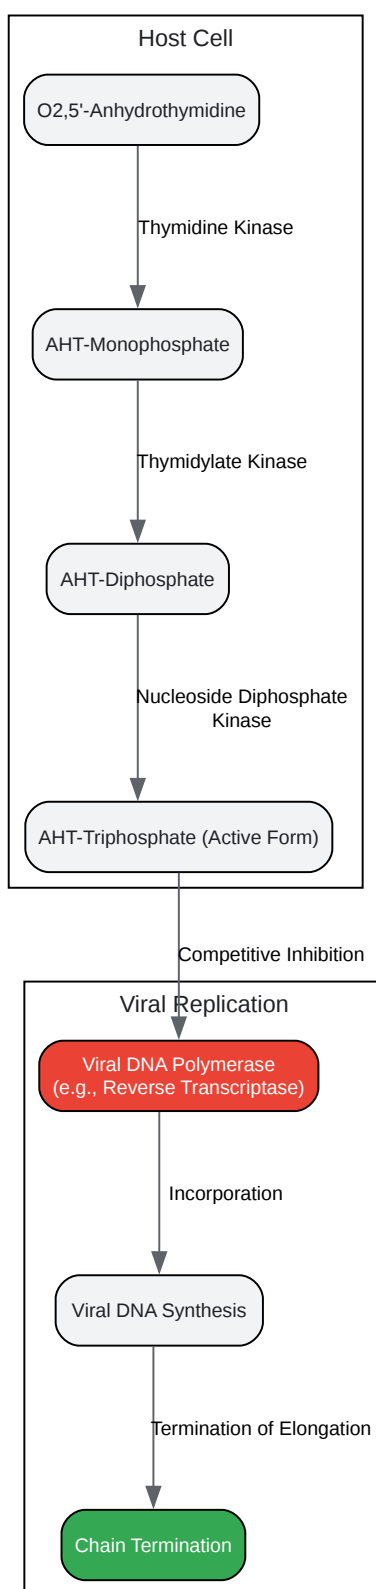 Host Cell
O2,5'-Anhydrothymidine
Thymidine Kinase
AHT-Monophosphate
Thymidylate Kinase
AHT-Diphosphate
Nucleoside Diphosphate
Kinase
AHT-Triphosphate (Active Form)
Competitive Inhibition
Viral Replication
Viral DNA Polymerase
(e.g., Reverse Transcriptase)
Incorporation
Viral DNA Synthesis
Termination of Elongation
Chain Termination